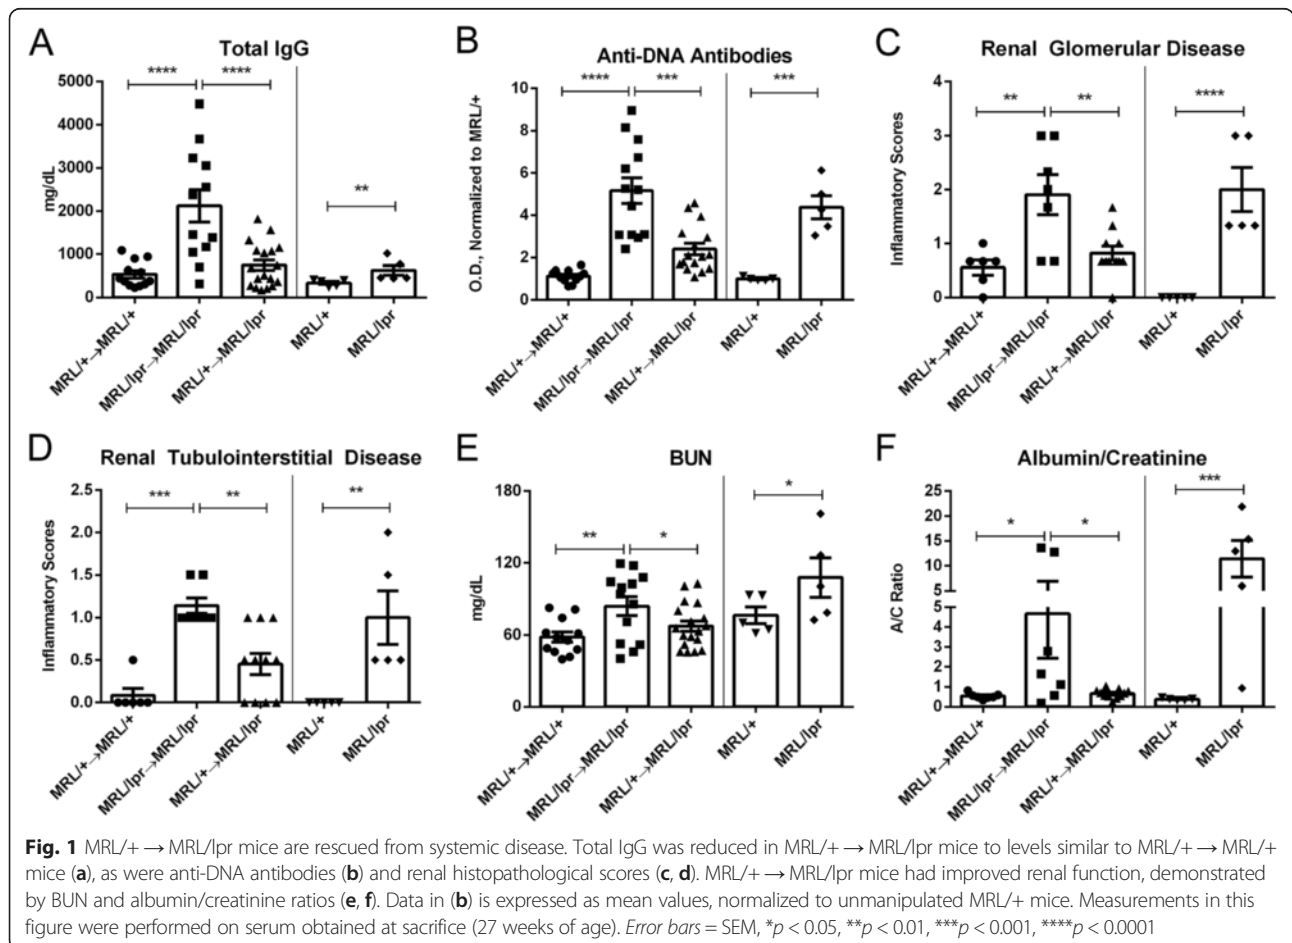 A
Total IgG
**** ****
**
mg/dL
5000
4000
3000
2000
1000
0
MRL/+→MRL/+
MRL/lpr→MRL/lpr
MRL/+→MRL/lpr
MRL/+
MRL/lpr
B
Anti-DNA Antibodies
**** *** ***
O.D., Normalized to MRL/+
10
8
6
4
2
0
MRL/+→MRL/+
MRL/lpr→MRL/lpr
MRL/+→MRL/lpr
MRL/+
MRL/lpr
C
Renal Glomerular Disease
** ** ****
Inflammatory Scores
4
3
2
1
0
MRL/+→MRL/+
MRL/lpr→MRL/lpr
MRL/+→MRL/lpr
MRL/+
MRL/lpr
D
Renal Tubulointerstitial Disease
*** ** **
Inflammatory Scores
2.5
2.0
1.5
1.0
0.5
0.0
MRL/+→MRL/+
MRL/lpr→MRL/lpr
MRL/+→MRL/lpr
MRL/+
MRL/lpr
E
BUN
** * *
mg/dL
180
120
60
0
MRL/+→MRL/+
MRL/lpr→MRL/lpr
MRL/+→MRL/lpr
MRL/+
MRL/lpr
F
Albumin/Creatinine
* * ***
A/C Ratio
25
20
15
10
5
5
4
3
2
1
0
MRL/+→MRL/+
MRL/lpr→MRL/lpr
MRL/+→MRL/lpr
MRL/+
MRL/lpr
Fig. 1 MRL/+ → MRL/lpr mice are rescued from systemic disease. Total IgG was reduced in MRL/+ → MRL/lpr mice to levels similar to MRL/+ → MRL/+
mice (a), as were anti-DNA antibodies (b) and renal histopathological scores (c, d). MRL/+ → MRL/lpr mice had improved renal function, demonstrated
by BUN and albumin/creatinine ratios (e, f). Data in (b) is expressed as mean values, normalized to unmanipulated MRL/+ mice. Measurements in this
figure were performed on serum obtained at sacrifice (27 weeks of age). Error bars = SEM, *p < 0.05, **p < 0.01, ***p < 0.001, ****p < 0.0001